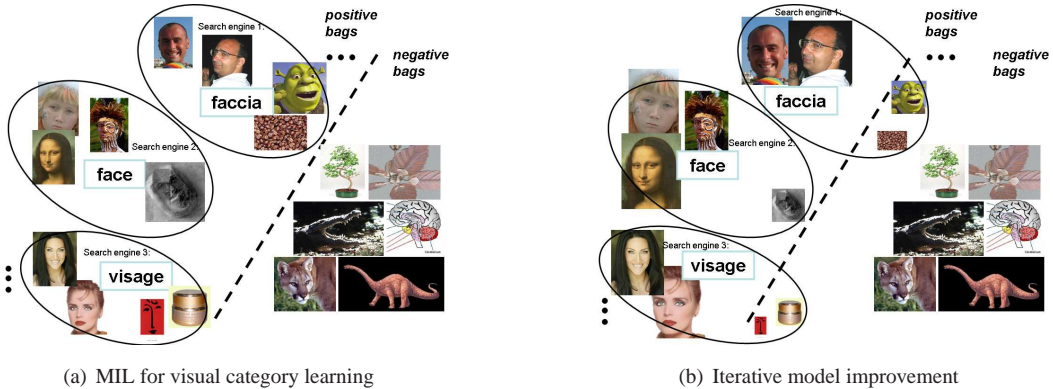 Search engine 1:
faccia
positive
bags
negative
bags
Search engine 2:
face
Search engine 3:
visage
(a) MIL for visual category learning
Search engine 1:
faccia
positive
bags
negative
bags
Search engine 2:
face
Search engine 3:
visage
(b) Iterative model improvement